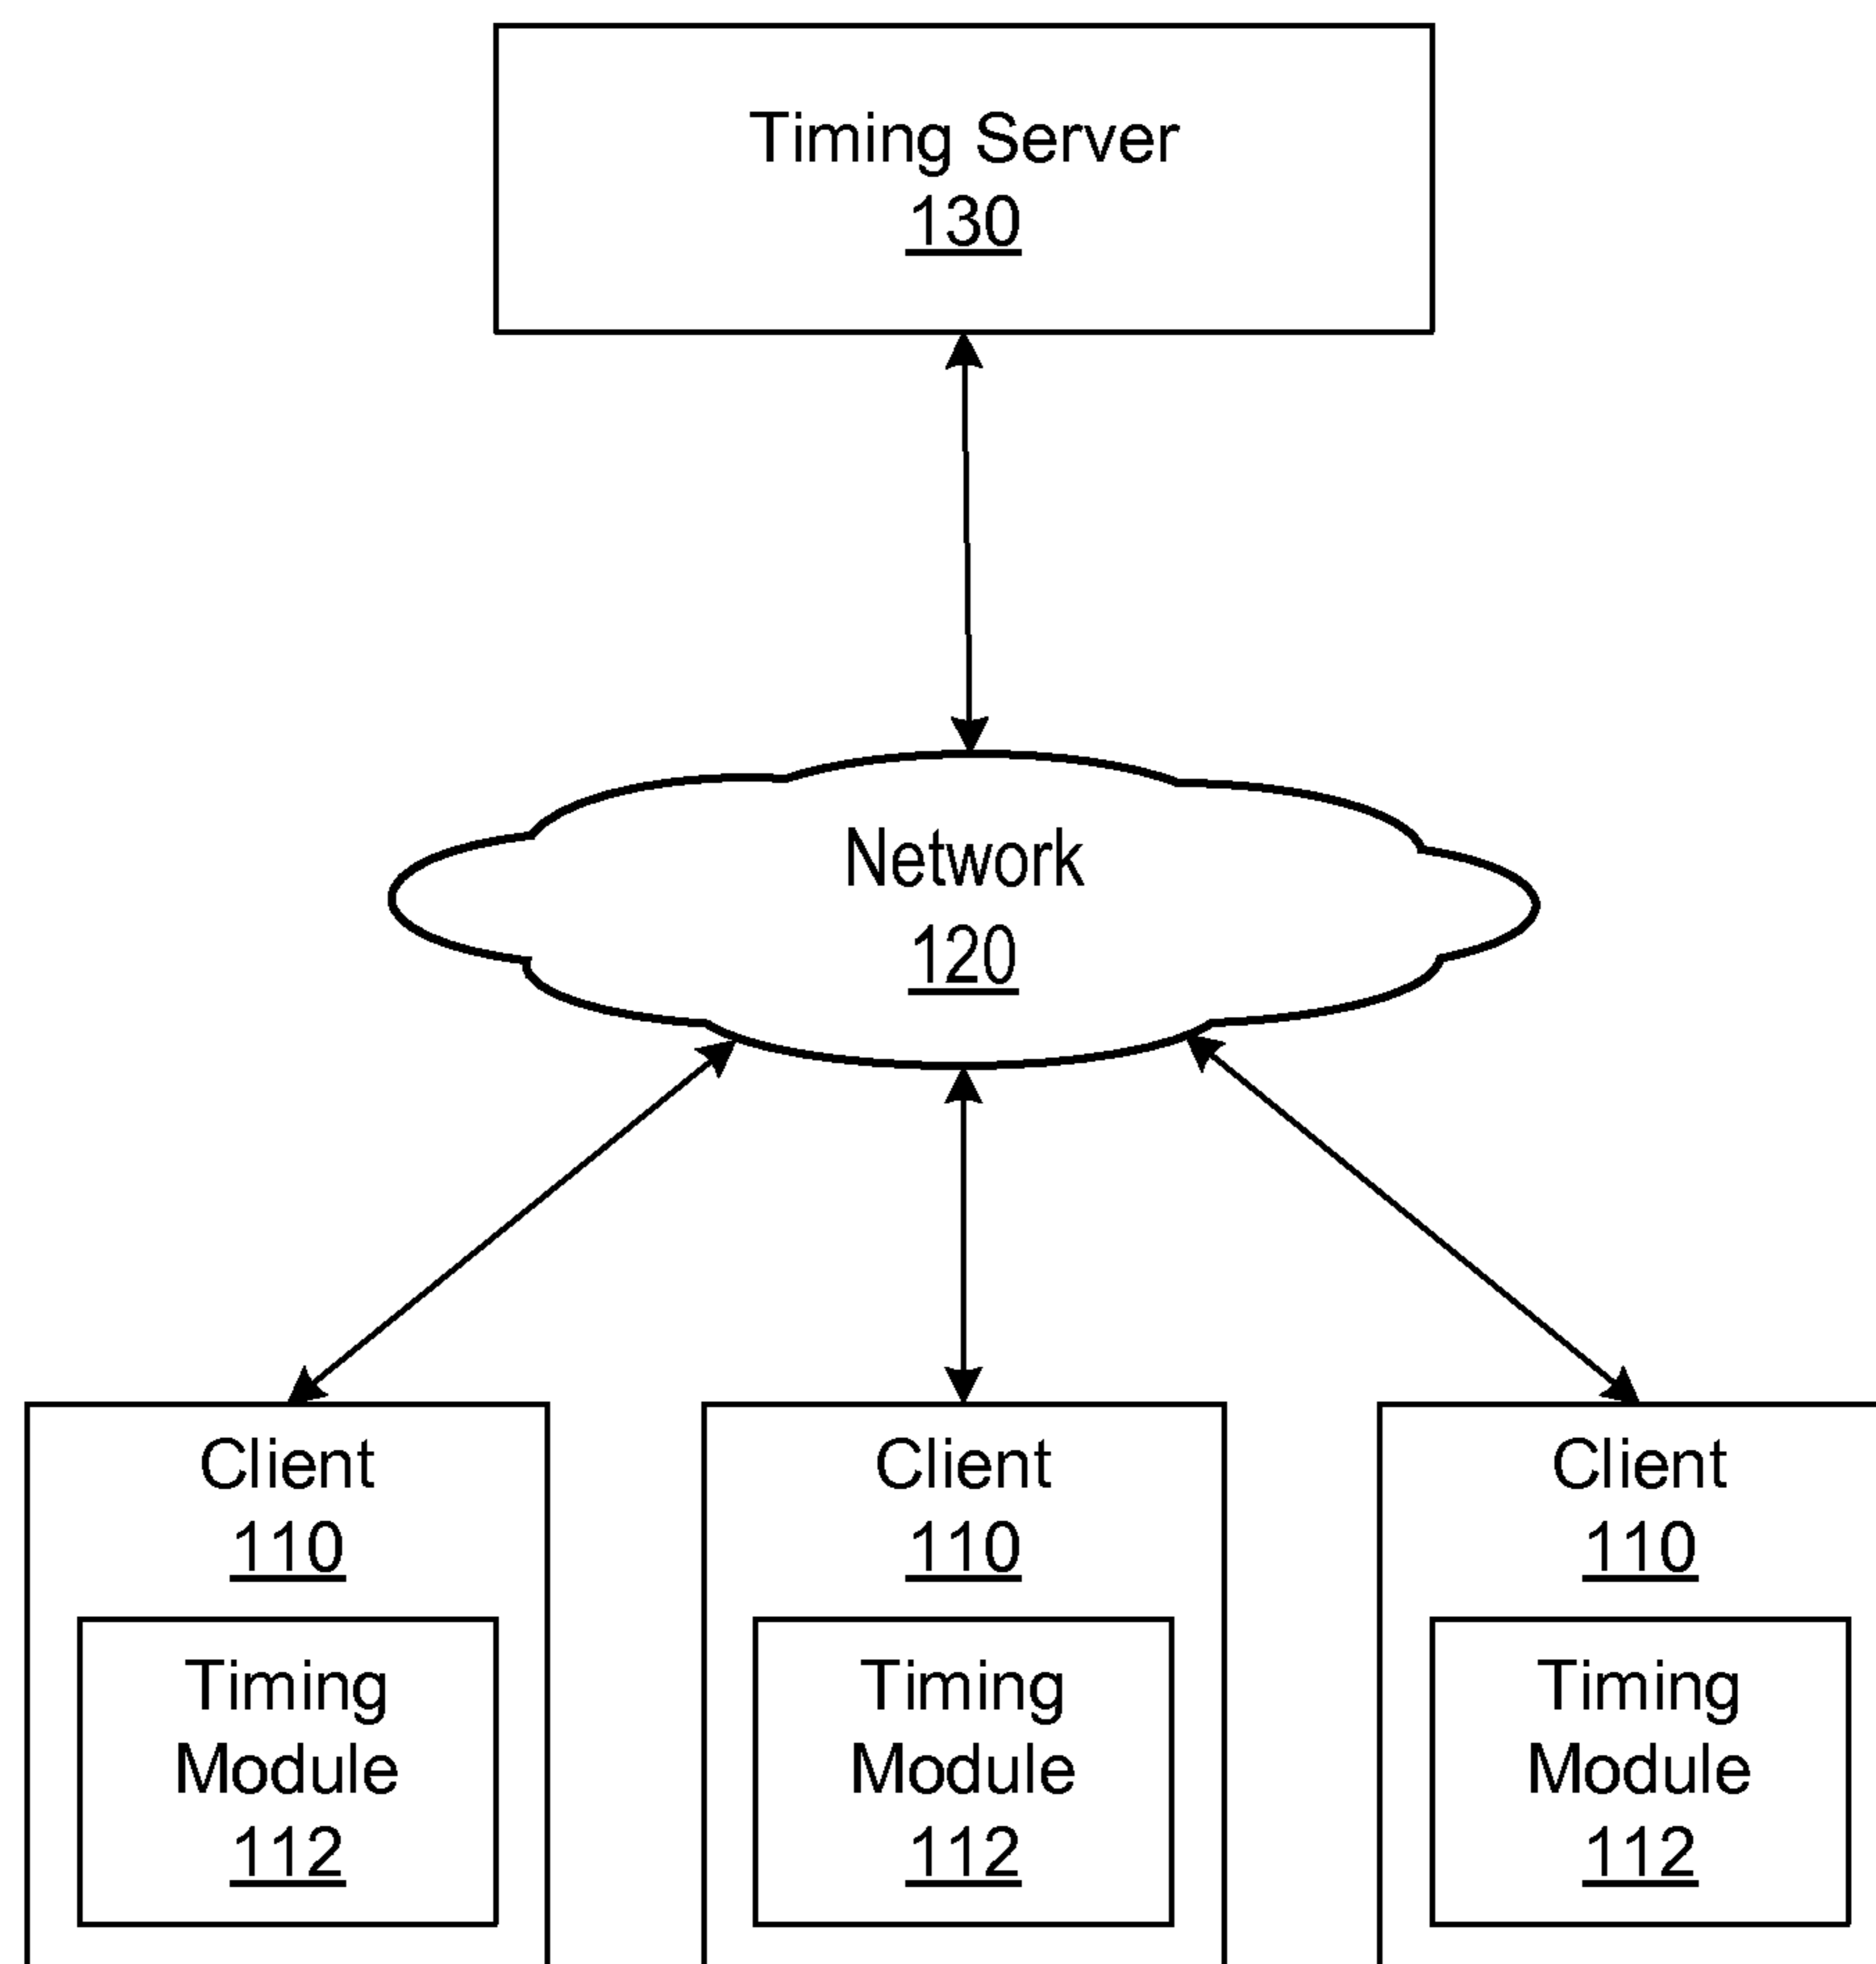 Timing Server
130
Network
120
Client
110
Timing
Module
112
Client
110
Timing
Module
112
Client
110
Timing
Module
112